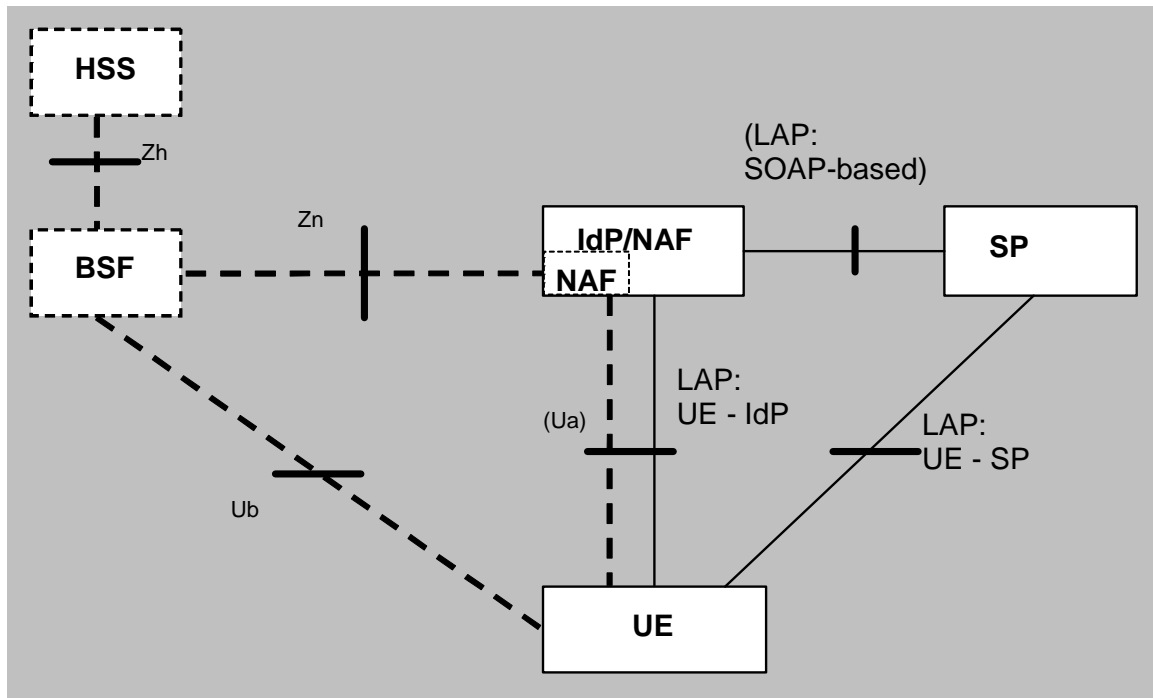 HSS
Zh
(LAP:
SOAP-based)
Zn
IdP/NAF
SP
BSF
NAF
LAP:
UE - IdP
(Ua)
LAP:
UE - SP
Ub
UE